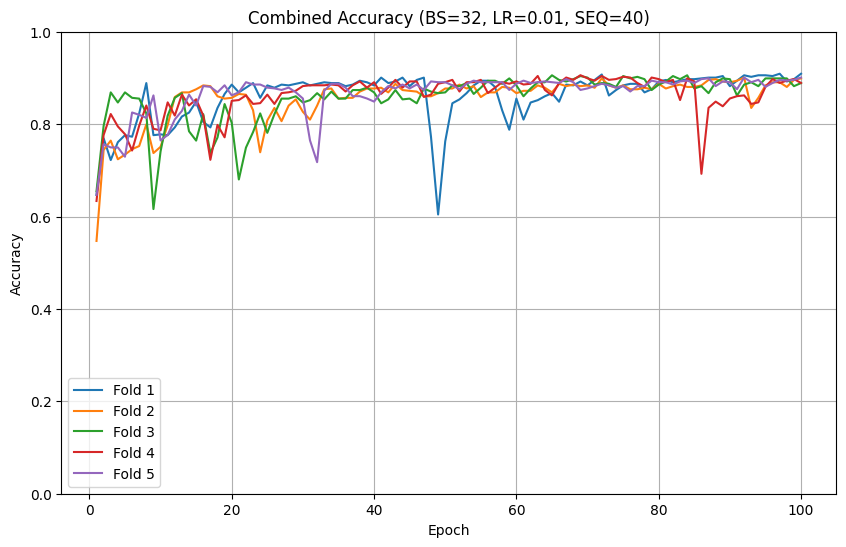 Combined Accuracy (BS=32, LR=0.01, SEQ=40)
1.0
0.8
0.6
0.4
0.2
0.0
Accuracy
Fold 1
Fold 2
Fold 3
Fold 4
Fold 5
0 20 40 60 80 100
Epoch